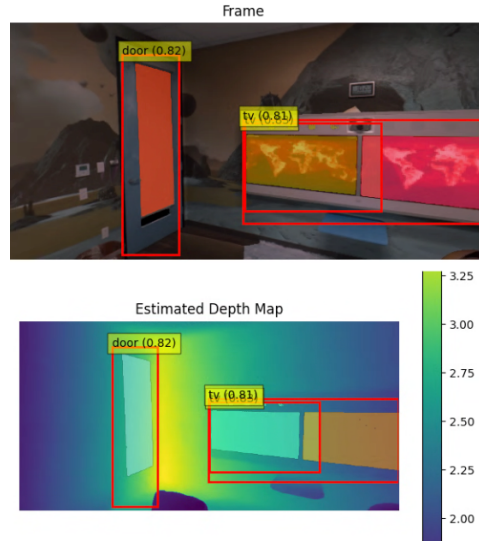 Frame
door (0.82)
tv (0.81)
Estimated Depth Map
door (0.82)
tv (0.81)
3.25
3.00
2.75
2.50
2.25
2.00